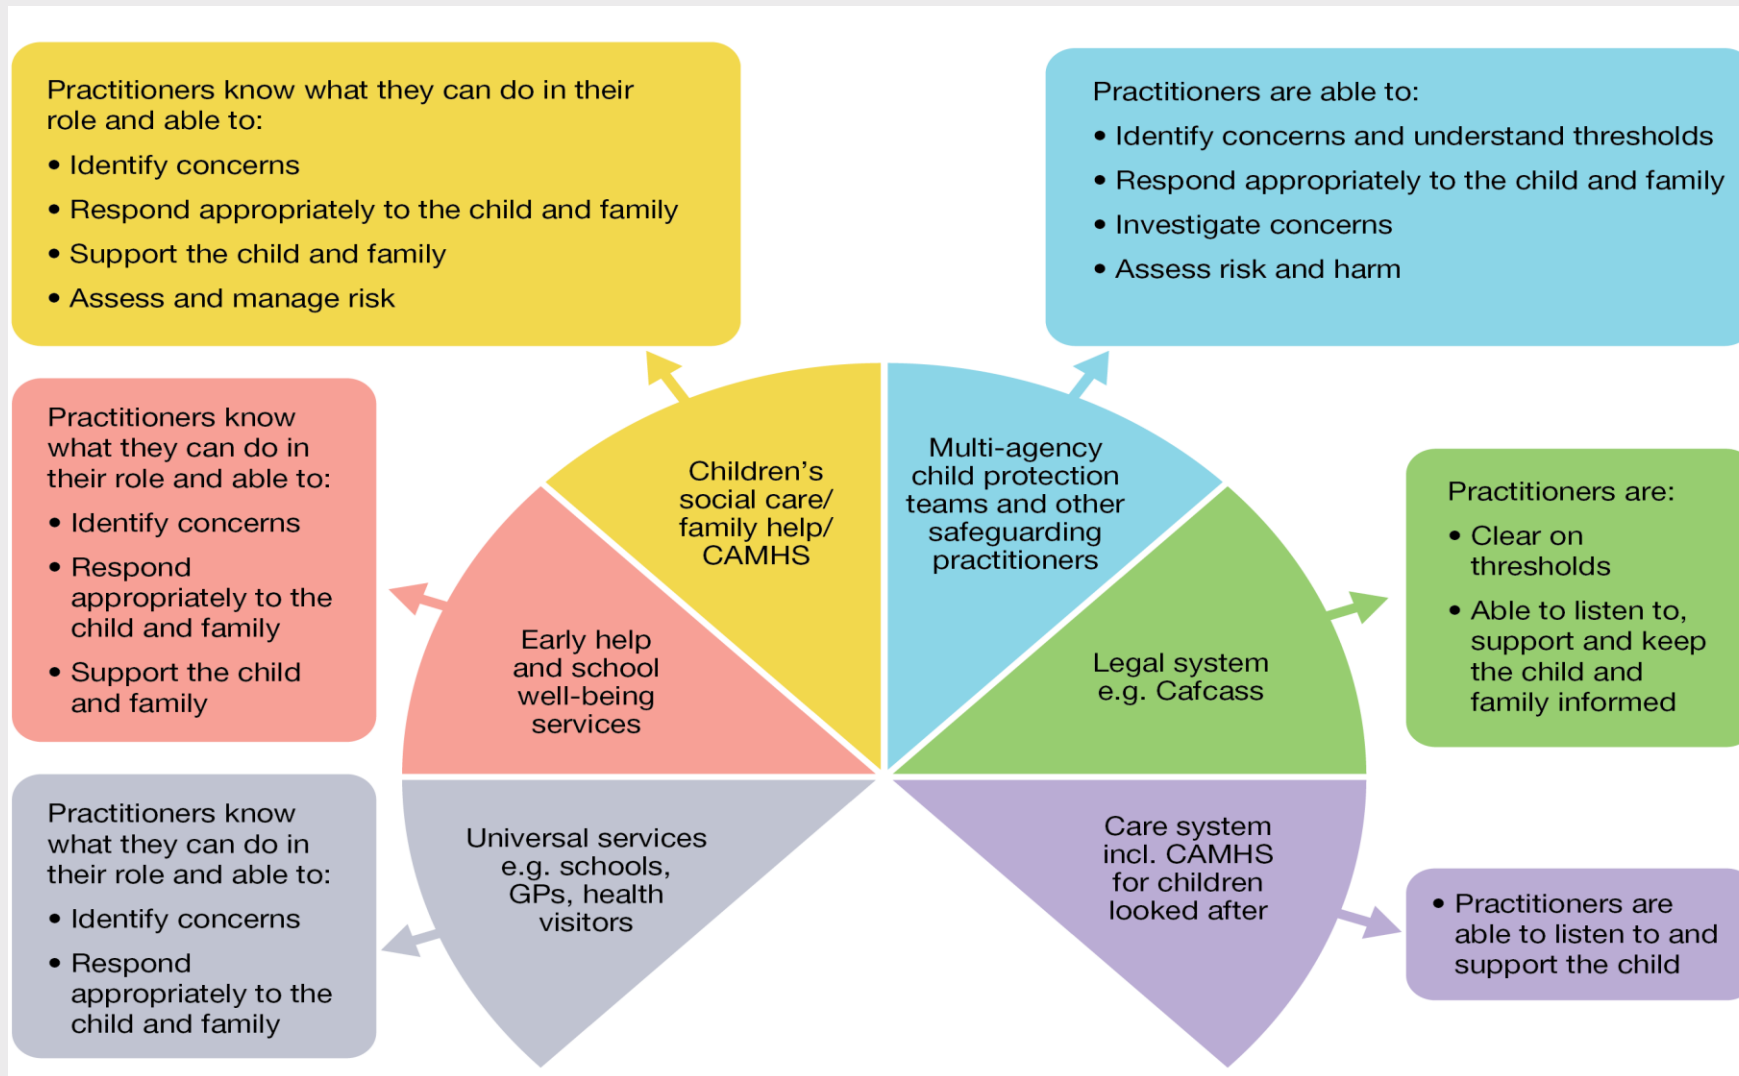 Practitioners know what they can do in their
role and able to:
• Identify concerns
• Respond appropriately to the child and family
• Support the child and family
• Assess and manage risk
Practitioners are able to:
• Identify concerns and understand thresholds
• Respond appropriately to the child and family
• Investigate concerns
• Assess risk and harm
Practitioners know
what they can do in
their role and able to:
• Identify concerns
• Respond
appropriately to the
child and family
• Support the child
and family
Children’s
social care/
family help/
CAMHS
Multi-agency
child protection
teams and other
safeguarding
practitioners
Practitioners are:
• Clear on
thresholds
• Able to listen to,
support and keep
the child and
family informed
Early help
and school
well-being
services
Legal system
e.g. Cafcass
Practitioners know
what they can do in
their role and able to:
• Identify concerns
• Respond
appropriately to the
child and family
Universal services
e.g. schools,
GPs, health
visitors
Care system
incl. CAMHS
for children
looked after
• Practitioners are
able to listen to and
support the child